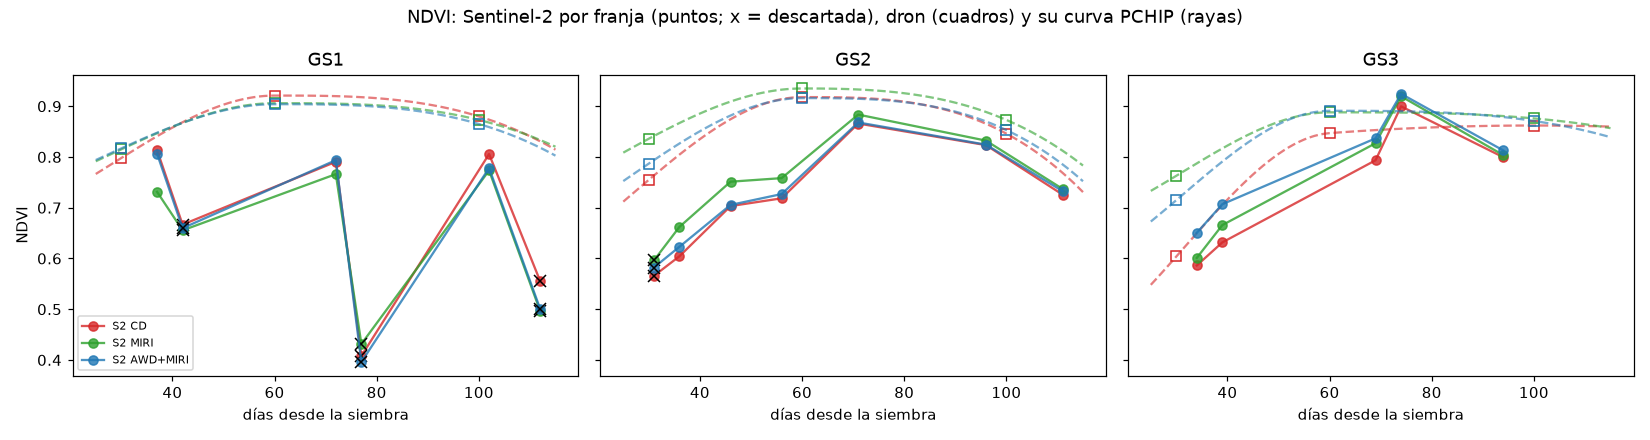 NDVI: Sentinel-2 por franja (puntos; x = descartada), dron (cuadros) y su curva PCHIP (rayas)
GS1
GS2
GS3
NDVI
0.9
0.8
0.7
0.6
0.5
0.4
S2 CD
S2 MIRI
S2 AWD+MIRI
40 60 80 100
40 60 80 100
40 60 80 100
días desde la siembra
días desde la siembra
días desde la siembra